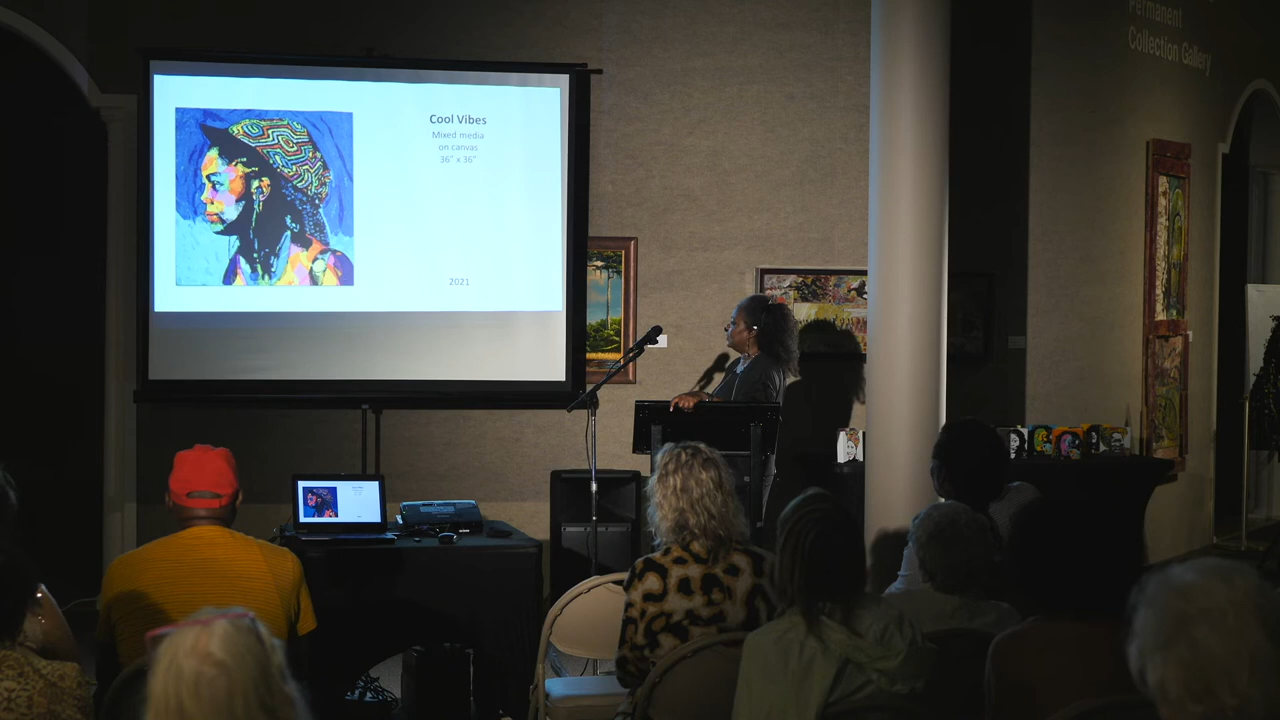 Cool Vibes
Mixed media
on canvas
36" x 36"
2021
Permanent
Collection Gallery